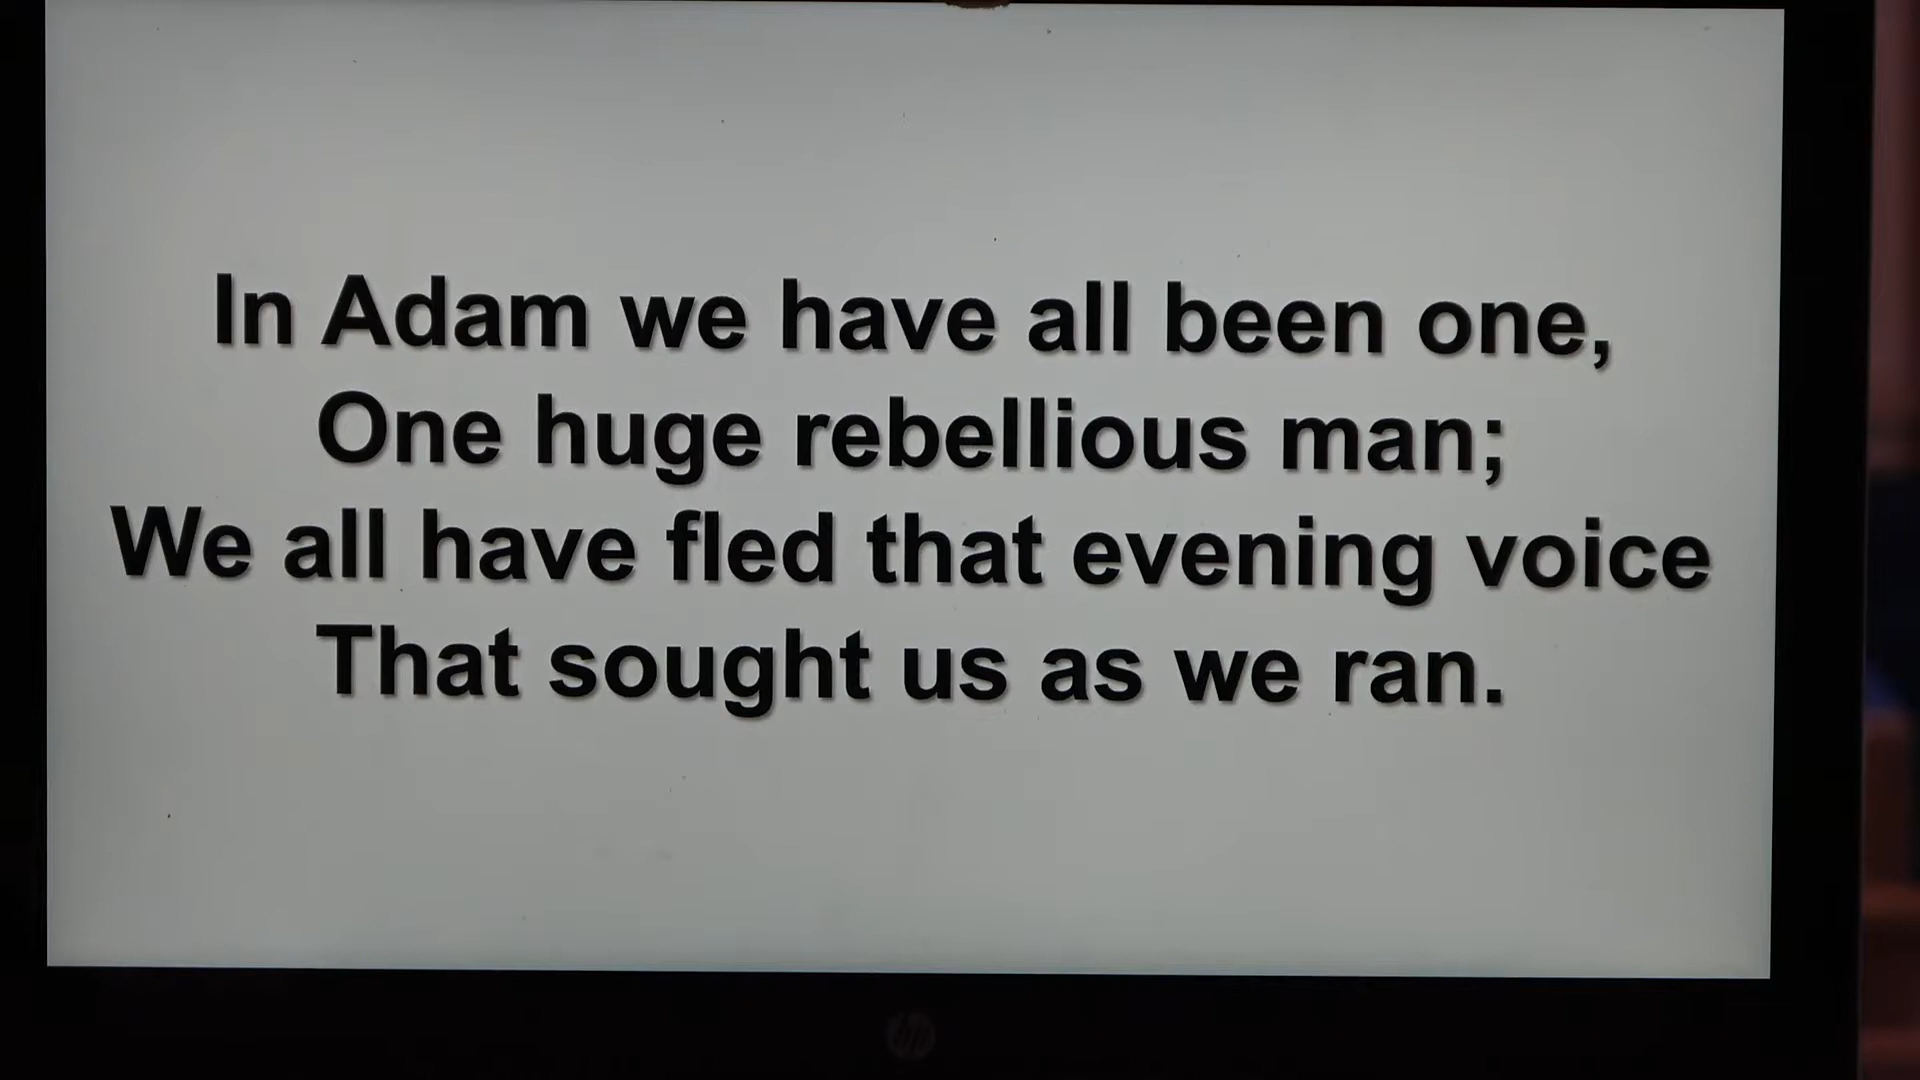 In Adam we have all been one,
One huge rebellious man;
We all have fled that evening voice
That sought us as we ran.
hp